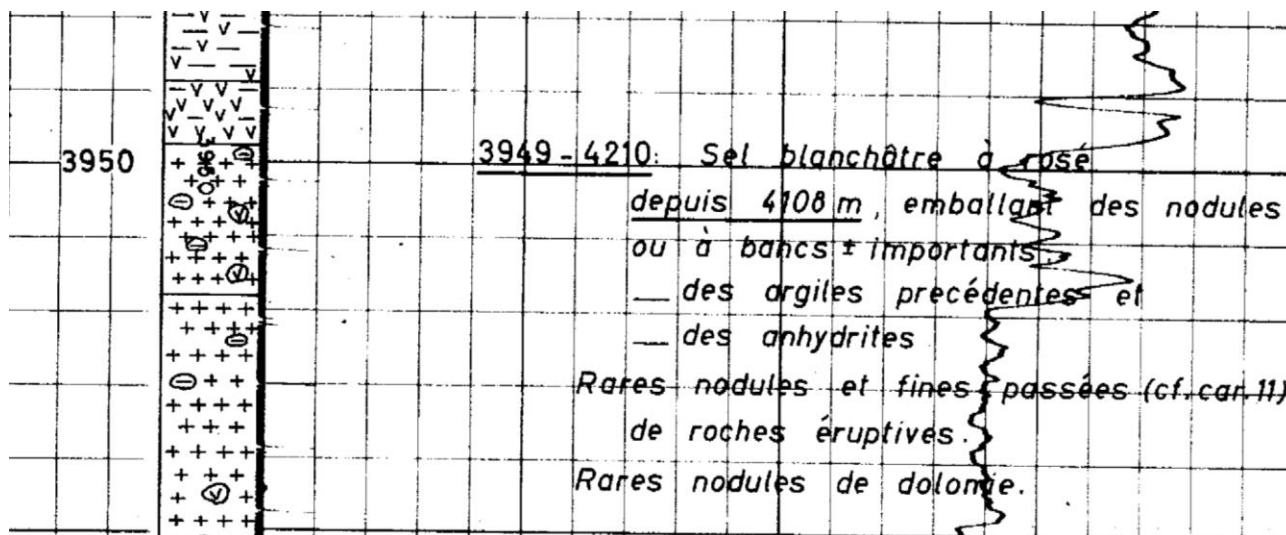 3950
3960
3949 - 4210: Sel blanchâtre à rosé
depuis 4108 m, emballant des nodules
ou à bancs ± importants
— des argiles precédentes et
— des anhydrites
Rares nodules et fines passées (cf. car. 11)
de roches éruptives.
Rares nodules de dolomie.